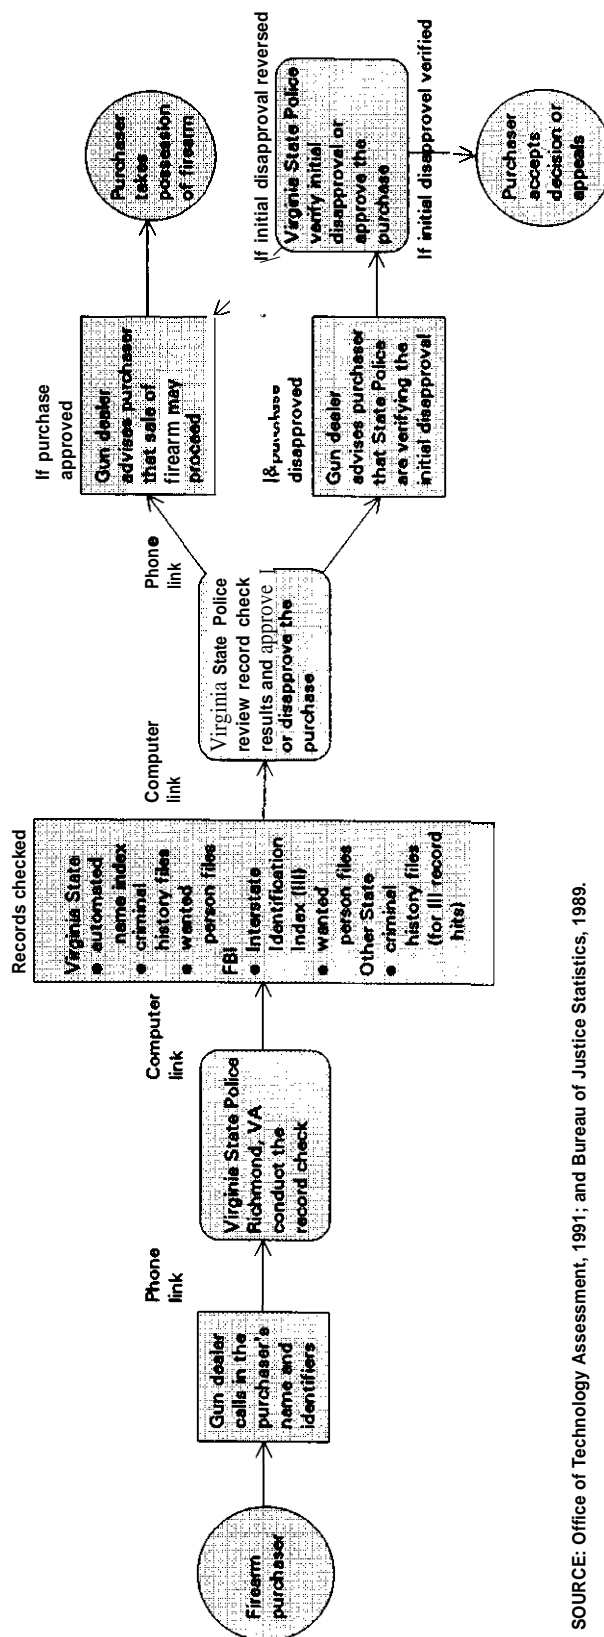 Firearm
purchaser
Gun dealer
calls in the
purchaser's
name and
identifiers
Phone
link
Virginia State Police
Richmond, VA
conduct the
record check
Computer
link
Records checked
Virginia State
● automated
name index
● criminal
history files
● wanted
person files
FBI
● Interstate
Identification
Index (III)
● wanted
person files
Other State
● criminal
history files
(for III record
hits)
Computer
link
Virginia State Police
review record check
results and approve
or disapprove the
purchase
Phone
link
If purchase
approved
Gun dealer
advises purchaser
that sale of
firearm may
proceed
Purchaser
takes
possession
of firearm
purchase
disapproved
Gun dealer
advises purchaser
that State Police
are verifying the
initial disapproval
If initial disapproval reversed
Virginia State Police
verify initial
disapproval or
approve the
purchase
If initial disapprovel verified
Purchaser
accepts
decision or
appeals
SOURCE: Office of Technology Assessment, 1991; and Bureau of Justice Statistics, 1989.